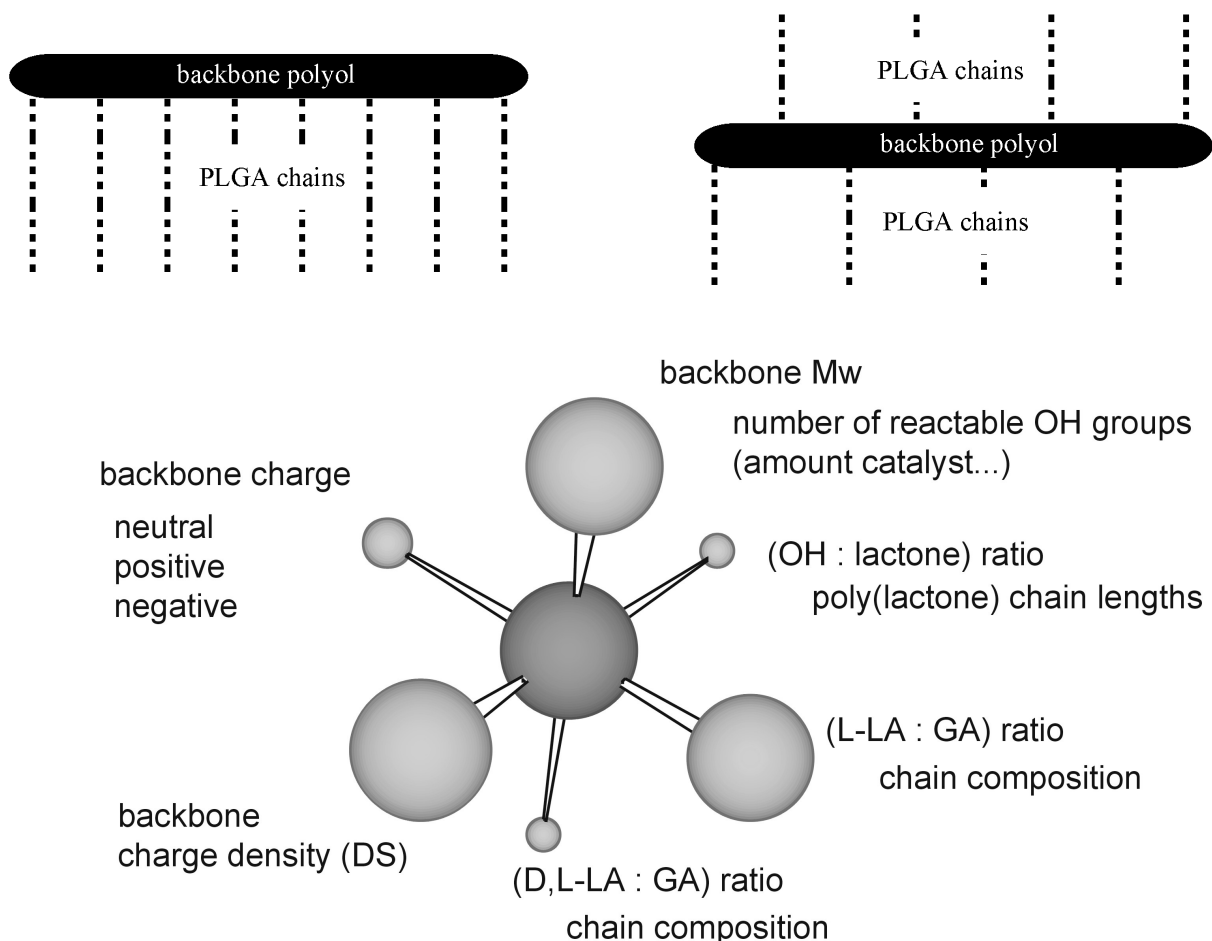 backbone polyol
PLGA chains
PLGA chains
backbone polyol
PLGA chains
backbone Mw
number of reactable OH groups
(amount catalyst...)
backbone charge
neutral
positive
negative
(OH : lactone) ratio
poly(lactone) chain lengths
(L-LA : GA) ratio
chain composition
backbone
charge density (DS)
(D,L-LA : GA) ratio
chain composition